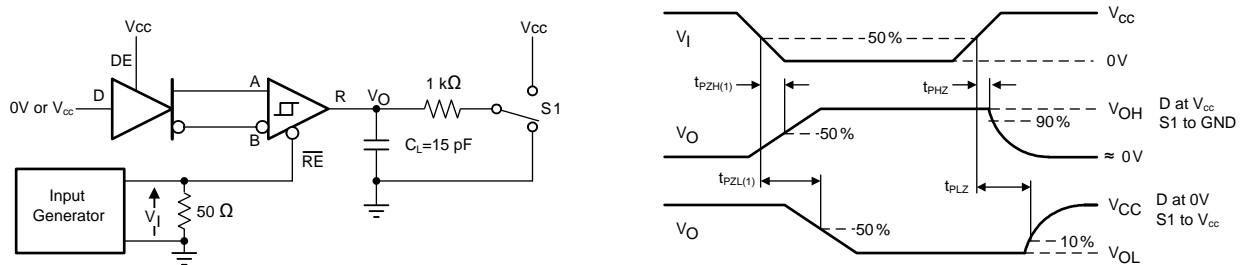 Vcc
DE
D
0V or Vcc
A
B
R
VO
1 kΩ
Vcc
S1
CL=15 pF
RE
Input
Generator
VI
50 Ω
VI
50%
Vcc
0V
tPZH(1)
tPHZ
VO
50%
VOH
90%
≈ 0V
D at Vcc
S1 to GND
tPZL(1)
tPLZ
VO
50%
VCC
10%
VOL
D at 0V
S1 to Vcc